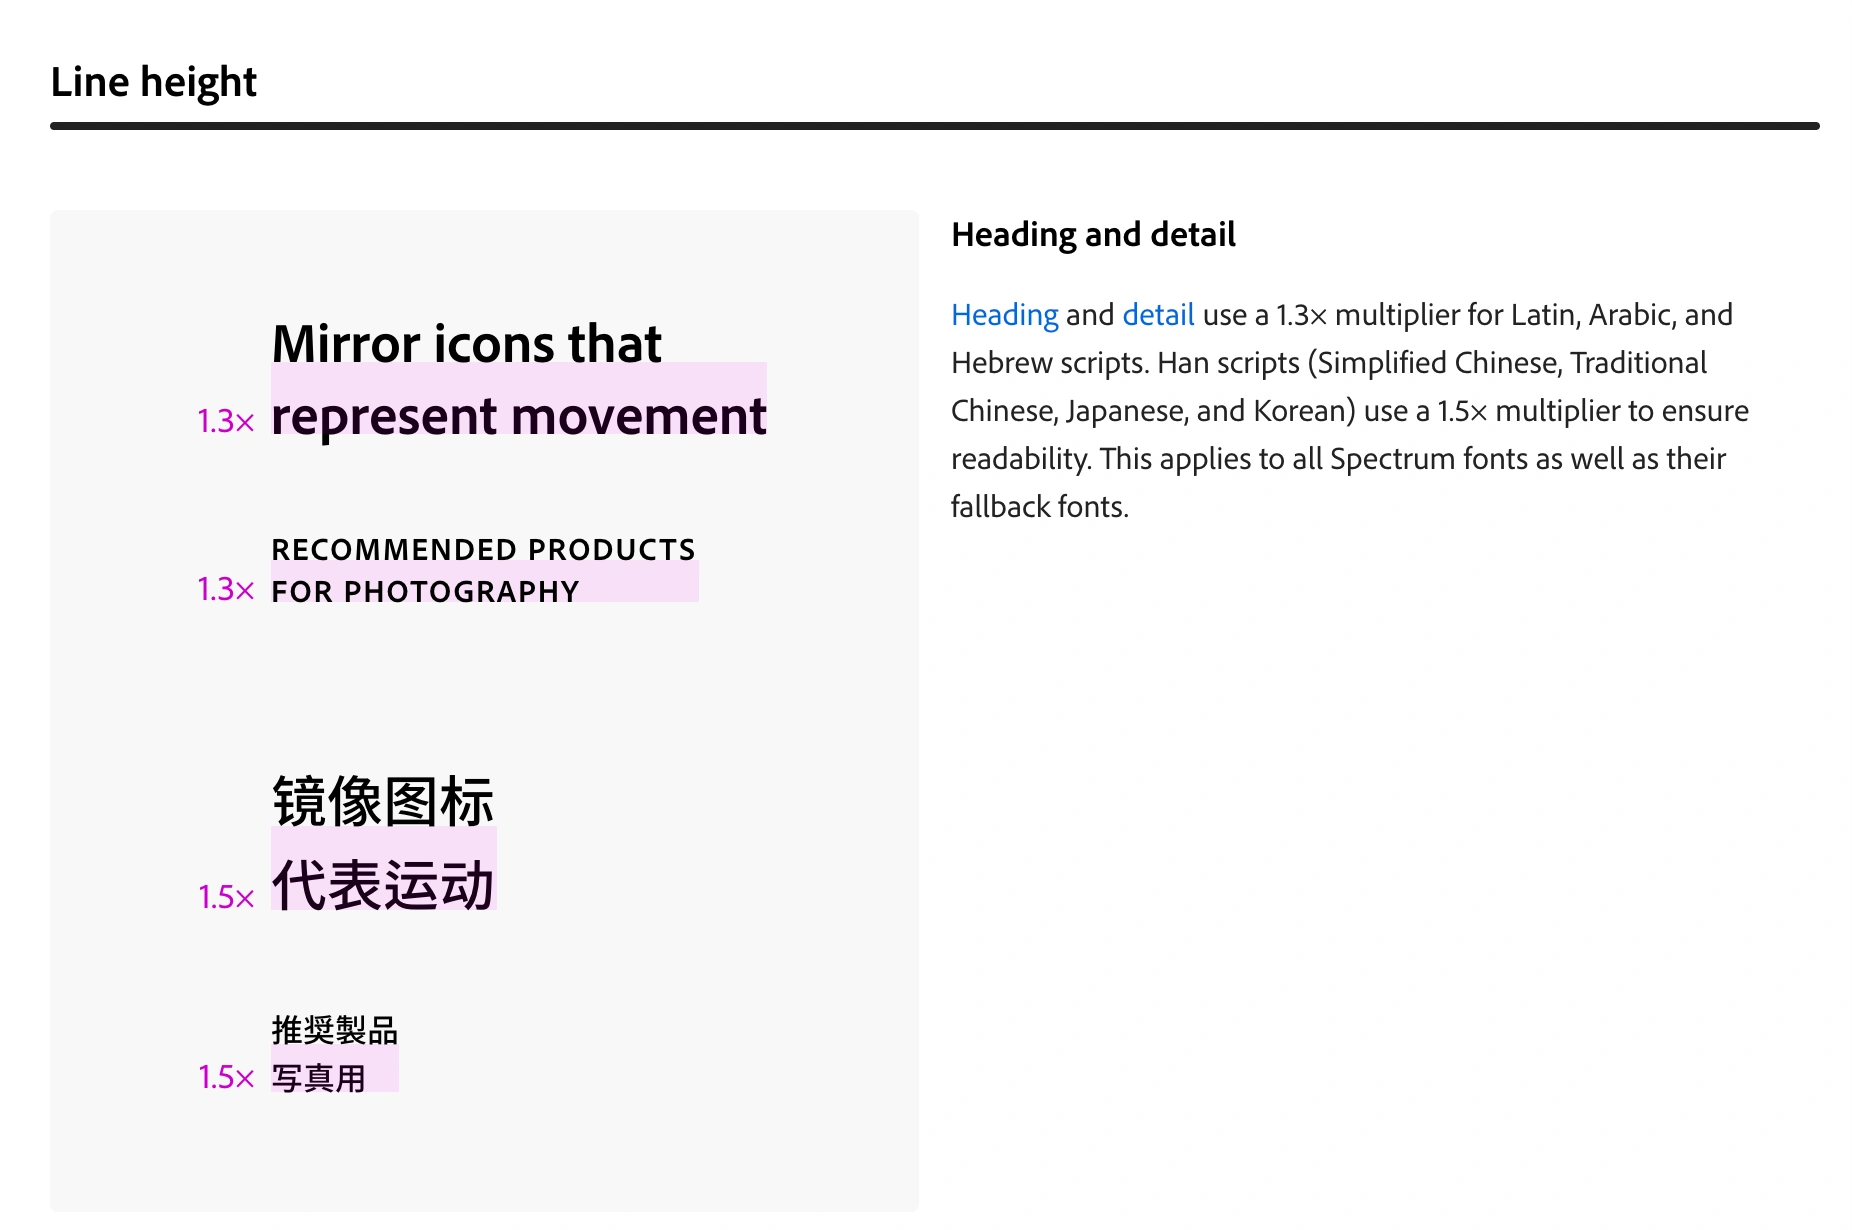 Line height
Mirror icons that
1.3× represent movement
RECOMMENDED PRODUCTS
1.3× FOR PHOTOGRAPHY
镜像图标
1.5× 代表运动
推奨製品
1.5× 写真用
Heading and detail
Heading and detail use a 1.3× multiplier for Latin, Arabic, and
Hebrew scripts. Han scripts (Simplified Chinese, Traditional
Chinese, Japanese, and Korean) use a 1.5× multiplier to ensure
readability. This applies to all Spectrum fonts as well as their
fallback fonts.